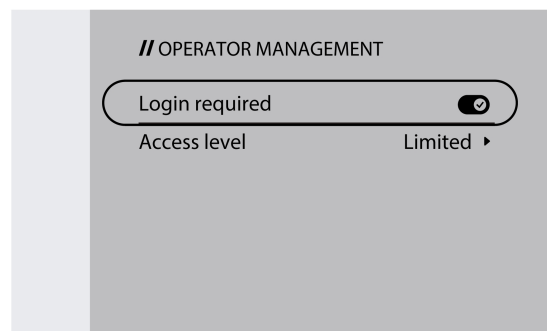 // OPERATOR MANAGEMENT
Login required
Access level Limited